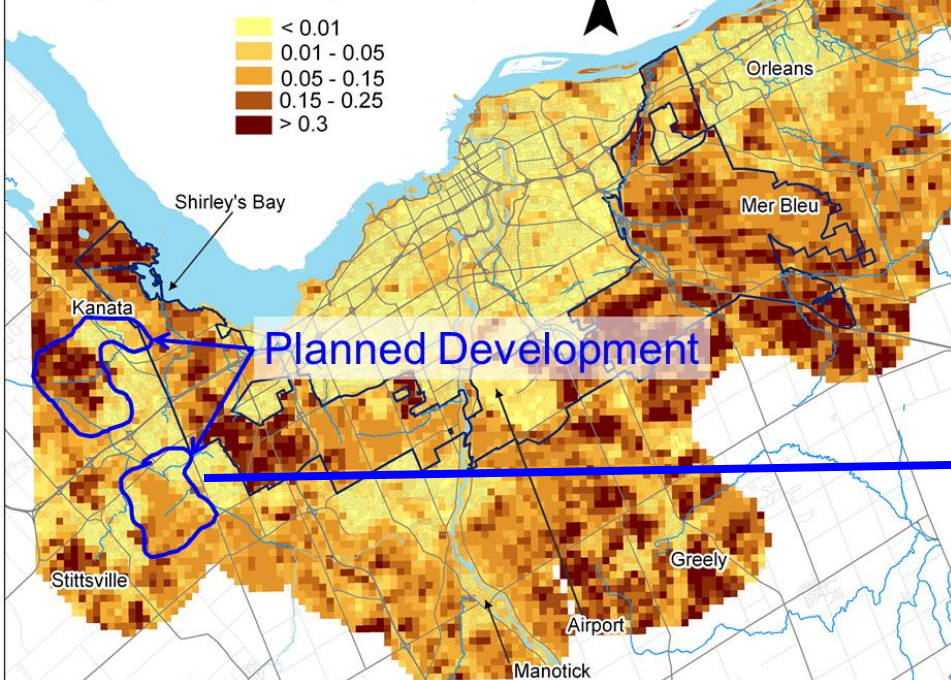 < 0.01
0.01 - 0.05
0.05 - 0.15
0.15 - 0.25
> 0.3
Orleans
Shirley's Bay
Mer Bleu
Kanata
Planned Development
Greely
Stittsville
Airport
Manotick